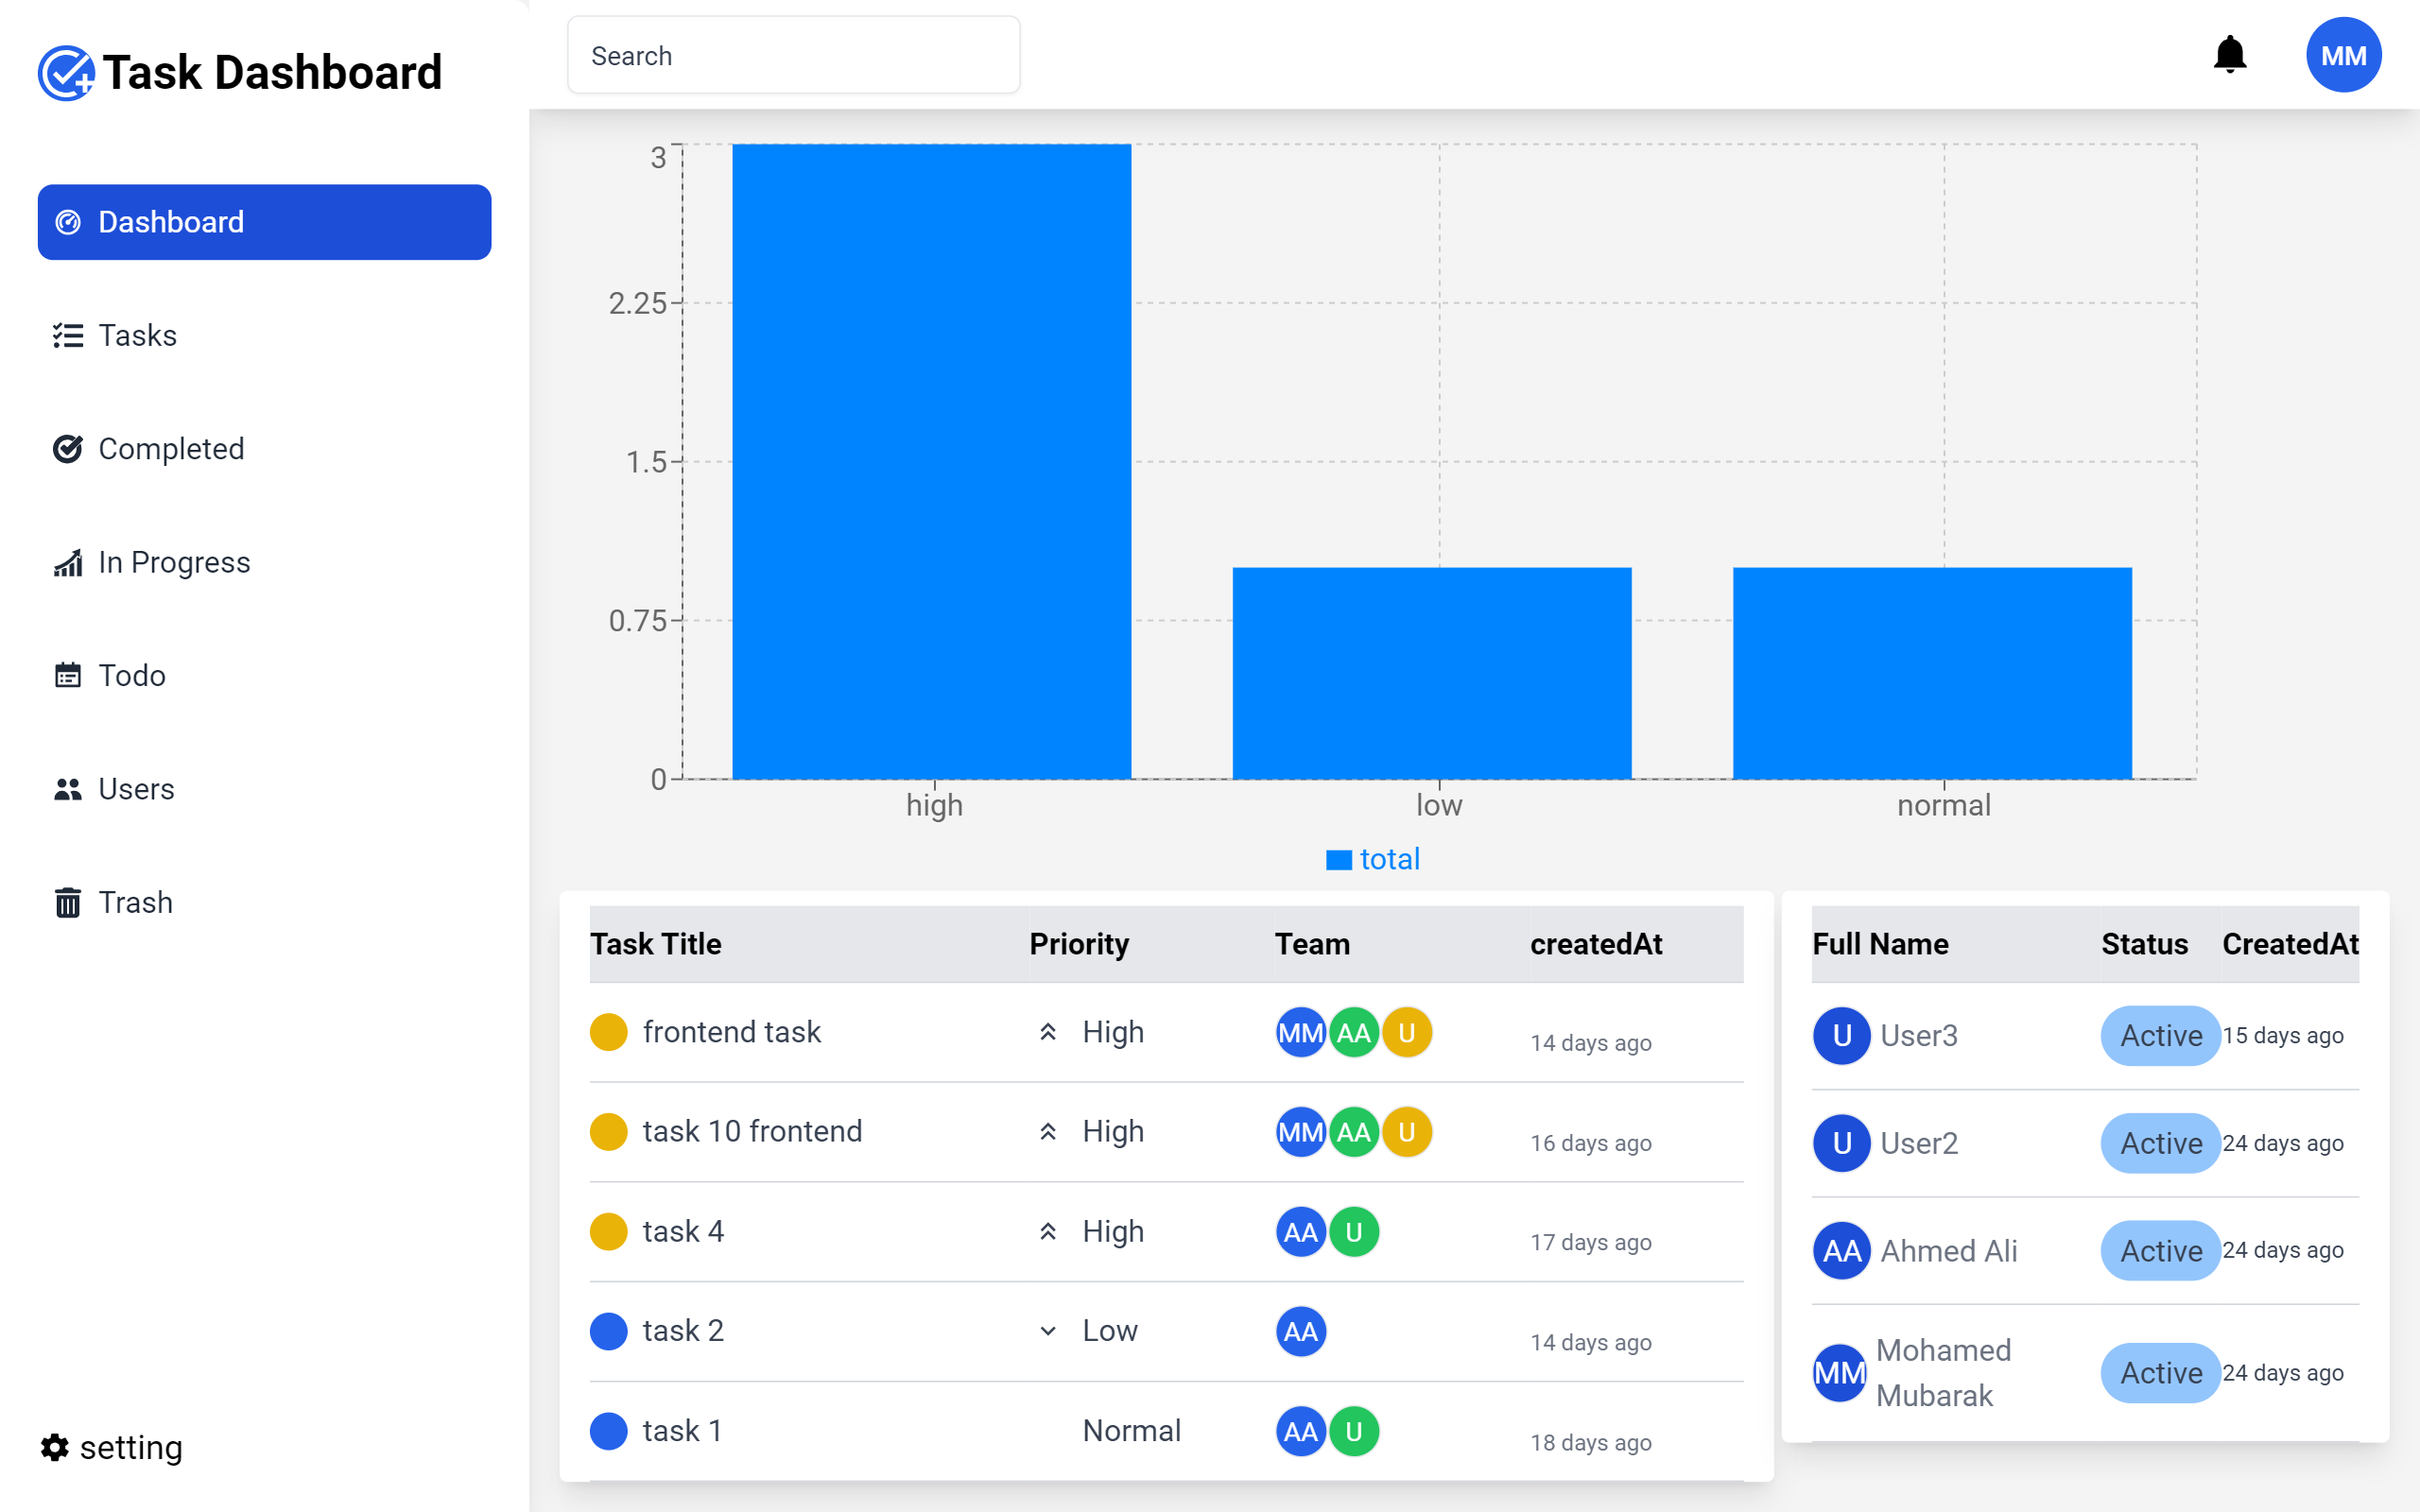 Task Dashboard
Dashboard
Tasks
Completed
In Progress
Todo
Users
Trash
setting
Search
MM
3
2.25
1.5
0.75
0
high low normal
total
Task Title Priority Team createdAt
frontend task High MM AA U 14 days ago
task 10 frontend High MM AA U 16 days ago
task 4 High AA U 17 days ago
task 2 Low AA 14 days ago
task 1 Normal AA U 18 days ago
Full Name Status CreatedAt
U User3 Active 15 days ago
U User2 Active 24 days ago
AA Ahmed Ali Active 24 days ago
MM Mohamed
Mubarak Active 24 days ago